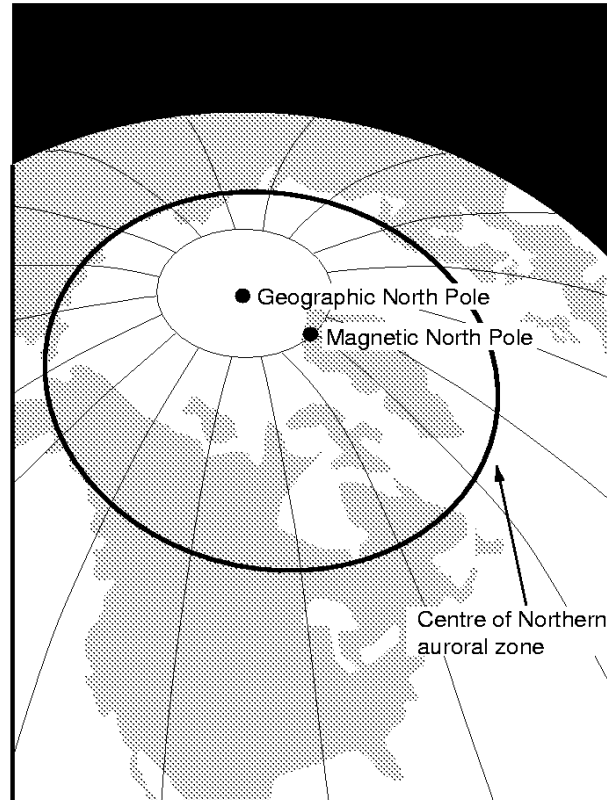 Geographic North Pole
Magnetic North Pole
Centre of Northern
auroral zone